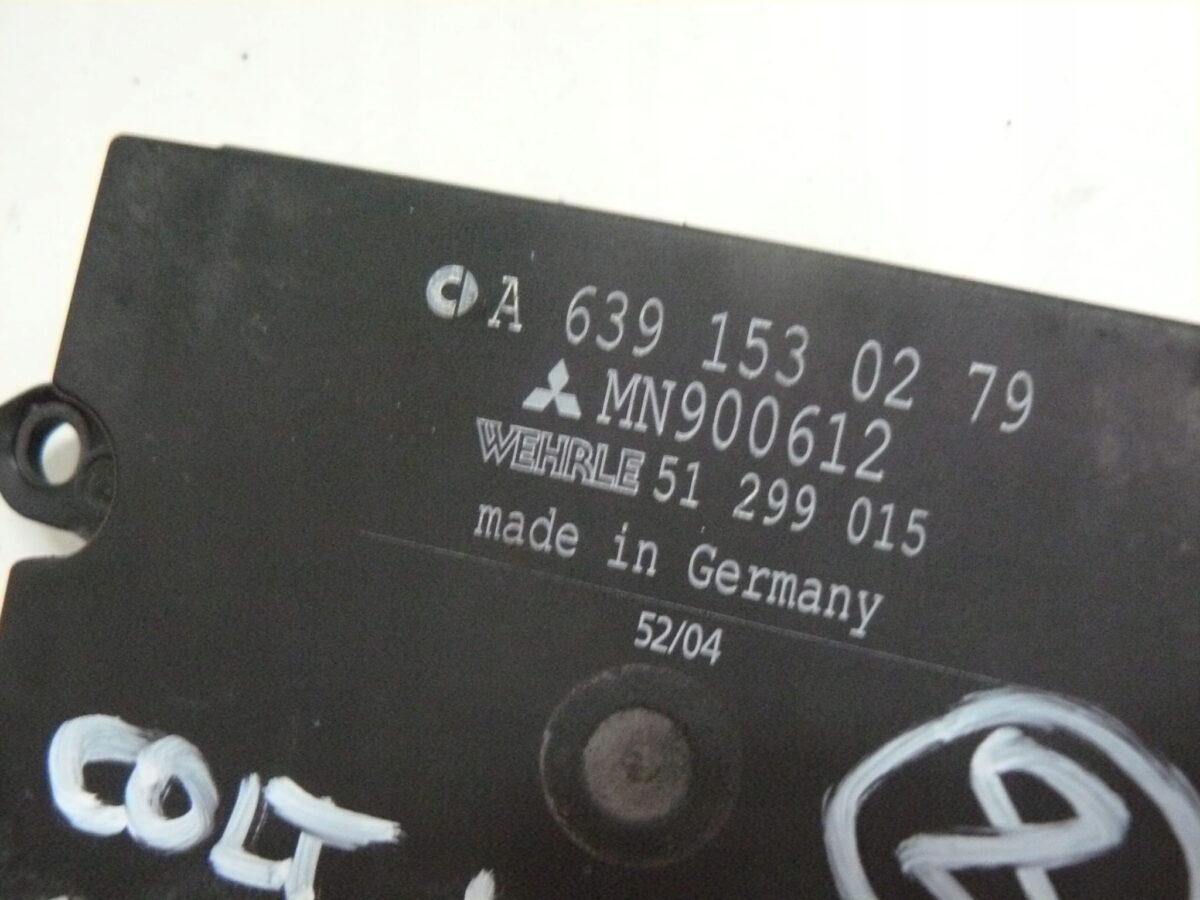 A 639 153 02 79
MN900612
WEHRLE 51 299 015
made in Germany
52/04
COLT